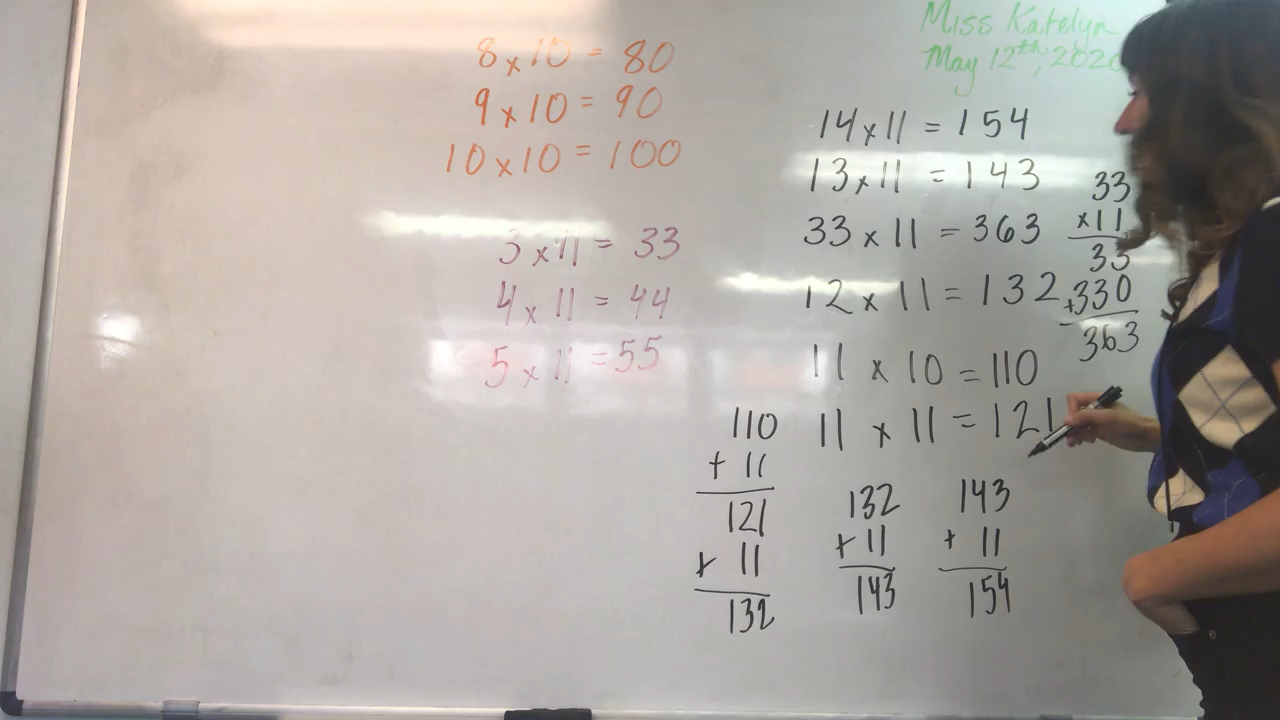 Miss Katelyn
May 12th, 2020
8 x 10 = 80
9 x 10 = 90
10 x 10 = 100
3 x 11 = 33
4 x 11 = 44
5 x 11 = 55
14 x 11 = 154
13 x 11 = 143
33 x 11 = 363
12 x 11 = 132
11 x 10 = 110
11 x 11 = 121
33
x 11
33
+ 330
363
110
+ 11
121
+ 11
132
132
+ 11
143
143
+ 11
154